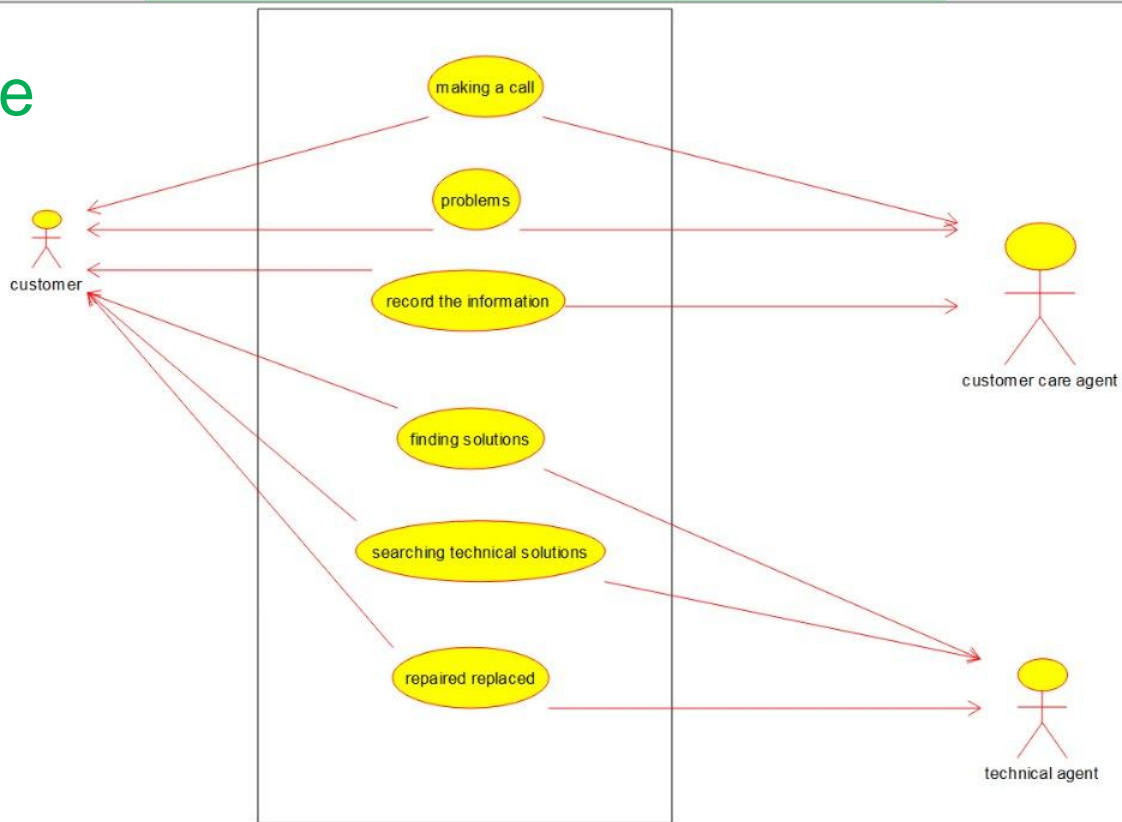 e
making a call
problems
customer
record the information
customer care agent
finding solutions
searching technical solutions
repaired replaced
technical agent